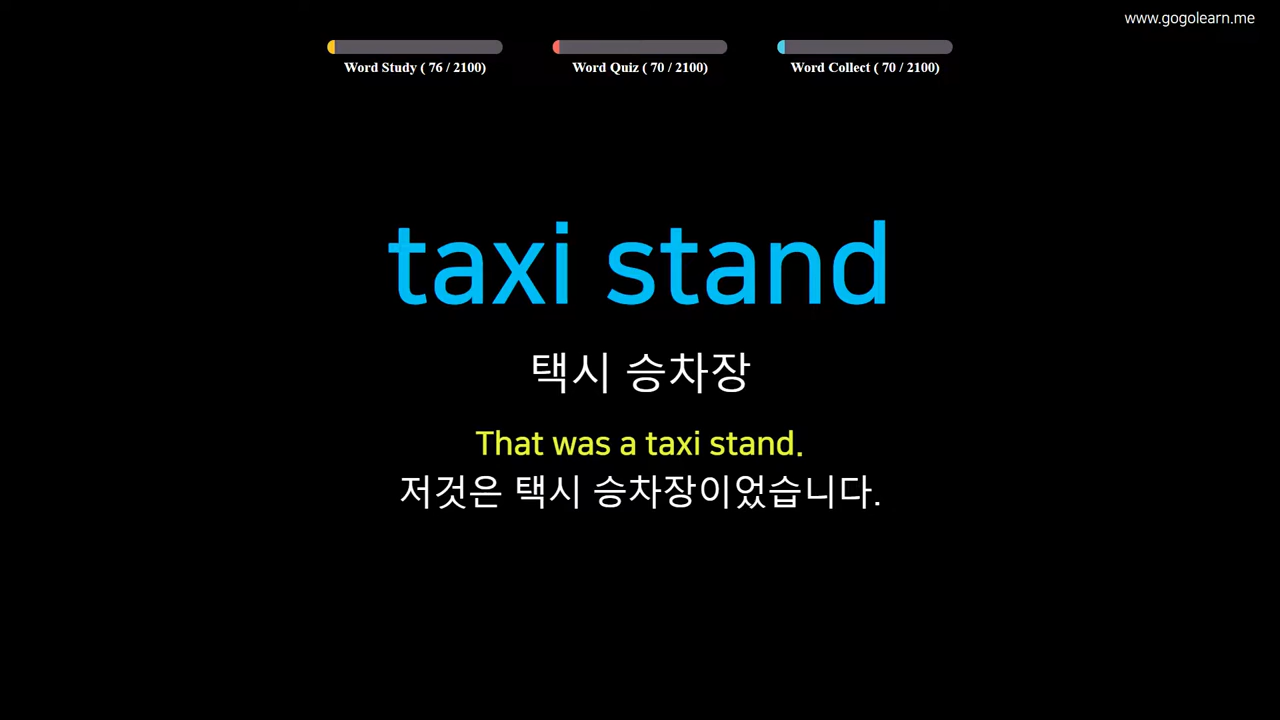 www.gogolearn.me
Word Study ( 76 / 2100)
Word Quiz ( 70 / 2100)
Word Collect ( 70 / 2100)
taxi stand
택시 승차장
That was a taxi stand.
저것은 택시 승차장이었습니다.